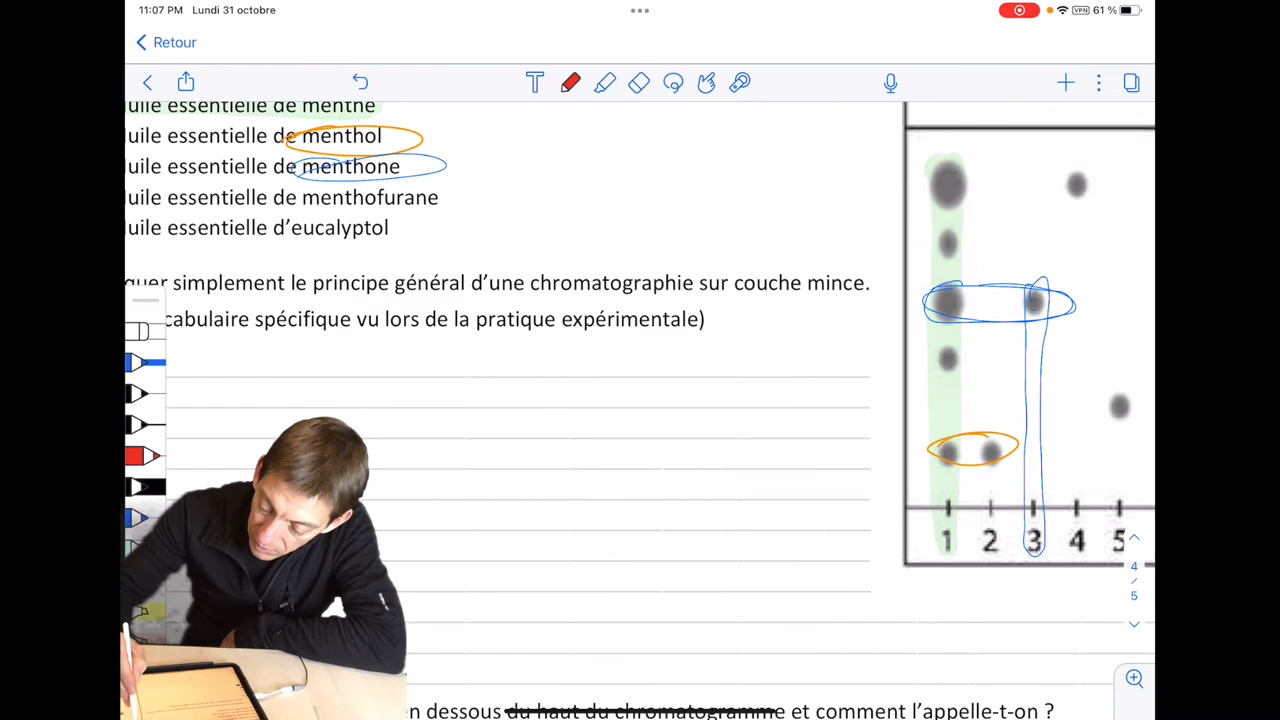 11:07 PM Lundi 31 octobre
VPN 61 %
Retour
uile essentielle de menthe
uile essentielle de menthol
uile essentielle de menthone
uile essentielle de menthofurane
uile essentielle d'eucalyptol
quer simplement le principe général d'une chromatographie sur couche mince.
cabulaire spécifique vu lors de la pratique expérimentale)
1 2 3 4 5
4
/
5
en dessous du haut du chromatogramme et comment l'appelle-t-on ?